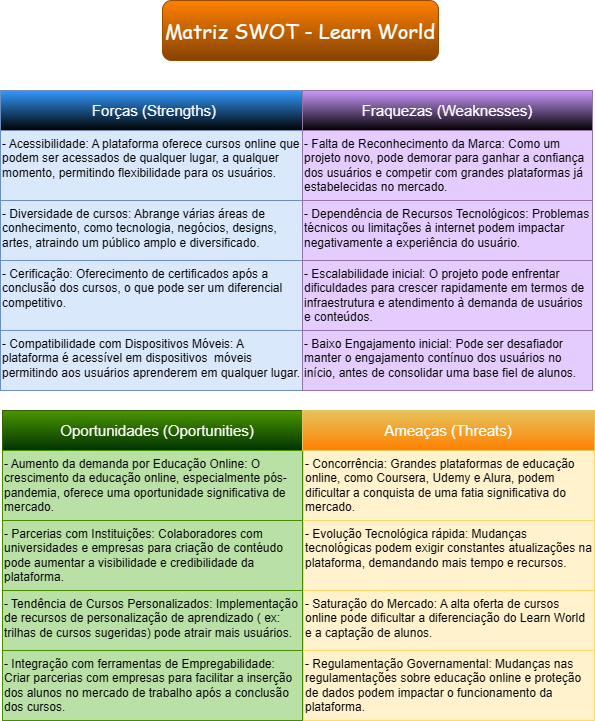 Matriz SWOT - Learn World
Forças (Strengths)
- Acessibilidade: A plataforma oferece cursos online que
podem ser acessados de qualquer lugar, a qualquer
momento, permitindo flexibilidade para os usuários.
- Diversidade de cursos: Abrange várias áreas de
conhecimento, como tecnologia, negócios, designs,
artes, atraindo um público amplo e diversificado.
- Cerificação: Oferecimento de certificados após a
conclusão dos cursos, o que pode ser um diferencial
competitivo.
- Compatibilidade com Dispositivos Móveis: A
plataforma é acessível em dispositivos  móveis
permitindo aos usuários aprenderem em qualquer lugar.
Fraquezas (Weaknesses)
- Falta de Reconhecimento da Marca: Como um
projeto novo, pode demorar para ganhar a confiança
dos usuários e competir com grandes plataformas já
estabelecidas no mercado.
- Dependência de Recursos Tecnológicos: Problemas
técnicos ou limitações à internet podem impactar
negativamente a experiência do usuário.
- Escalabilidade inicial: O projeto pode enfrentar
dificuldades para crescer rapidamente em termos de
infraestrutura e atendimento à demanda de usuários
e conteúdos.
- Baixo Engajamento inicial: Pode ser desafiador
manter o engajamento contínuo dos usuários no
início, antes de consolidar uma base fiel de alunos.
Oportunidades (Oportunities)
- Aumento da demanda por Educação Online: O
crescimento da educação online, especialmente pós-
pandemia, oferece uma oportunidade significativa de
mercado.
- Parcerias com Instituições: Colaboradores com
universidades e empresas para criação de contéudo
pode aumentar a visibilidade e credibilidade da
plataforma.
- Tendência de Cursos Personalizados: Implementação
de recursos de personalização de aprendizado ( ex:
trilhas de cursos sugeridas) pode atrair mais usuários.
- Integração com ferramentas de Empregabilidade:
Criar parcerias com empresas para facilitar a inserção
dos alunos no mercado de trabalho após a conclusão
dos cursos.
Ameaças (Threats)
- Concorrência: Grandes plataformas de educação
online, como Coursera, Udemy e Alura, podem
dificultar a conquista de uma fatia significativa do
mercado.
- Evolução Tecnológica rápida: Mudanças
tecnológicas podem exigir constantes atualizações na
plataforma, demandando mais tempo e recursos.
- Saturação do Mercado: A alta oferta de cursos
online pode dificultar a diferenciação do Learn World
e a captação de alunos.
- Regulamentação Governamental: Mudanças nas
regulamentações sobre educação online e proteção
de dados podem impactar o funcionamento da
plataforma.